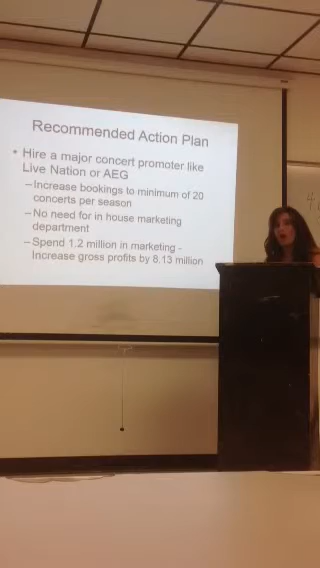 Recommended Action Plan
• Hire a major concert promoter like
Live Nation or AEG
–Increase bookings to minimum of 20
concerts per season
–No need for in house marketing
department
–Spend 1.2 million in marketing -
Increase gross profits by 8.13 million